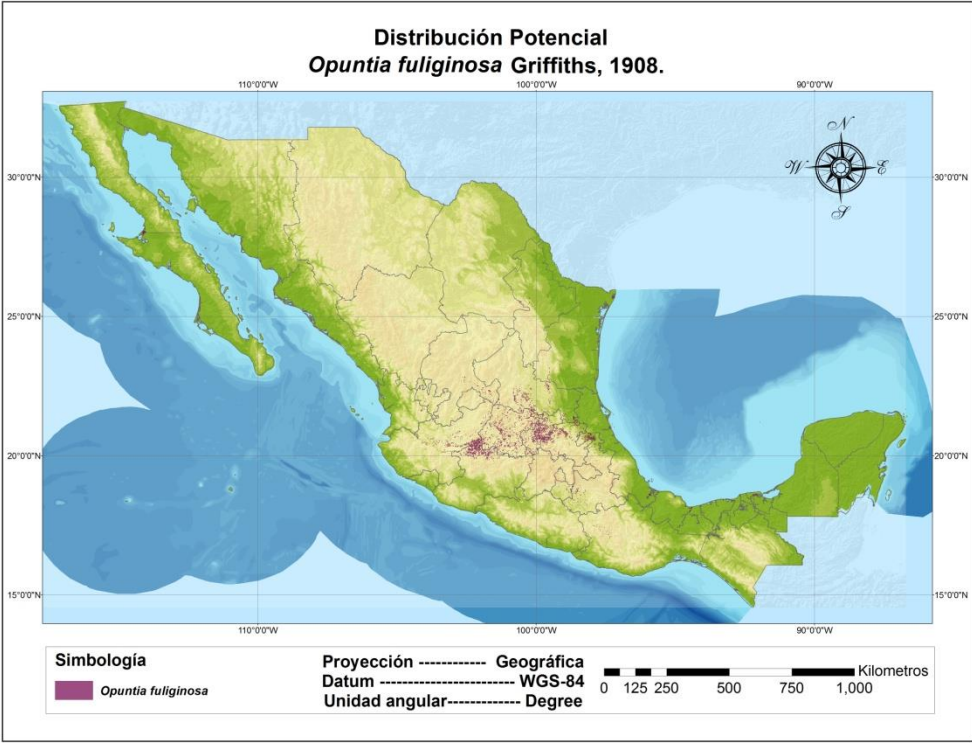 Distribución Potencial
Opuntia fuliginosa Griffiths, 1908.
110°0'0"W 100°0'0"W 90°0'0"W
N
W E
S
30°0'0"N 30°0'0"N
25°0'0"N 25°0'0"N
20°0'0"N 20°0'0"N
15°0'0"N 15°0'0"N
110°0'0"W 100°0'0"W 90°0'0"W
Simbología
Opuntia fuliginosa
Proyección ------------ Geográfica
Datum ----------------------- WGS-84
Unidad angular------------- Degree
Kilometros
0 125 250 500 750 1,000